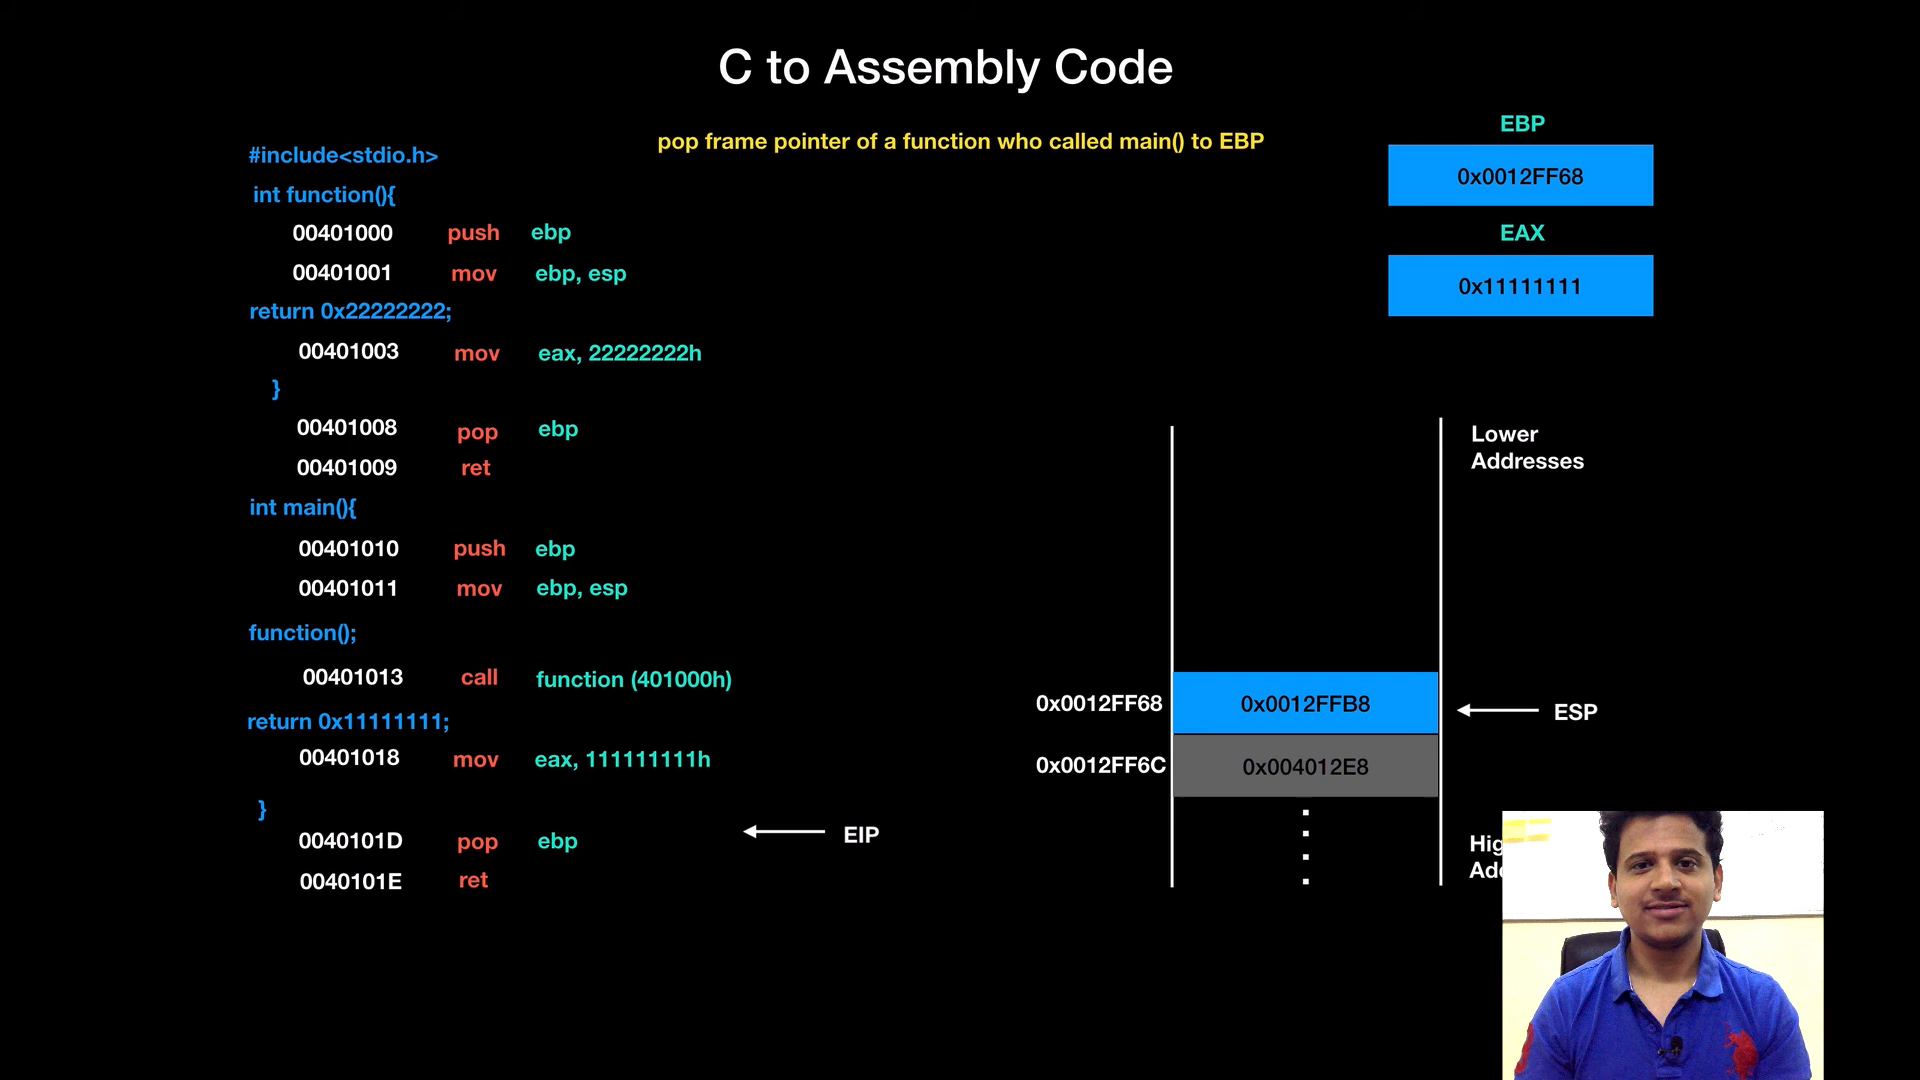 C to Assembly Code
pop frame pointer of a function who called main() to EBP
#include<stdio.h>
int function(){
00401000 push ebp
00401001 mov ebp, esp
return 0x22222222;
00401003 mov eax, 22222222h
}
00401008 pop ebp
00401009 ret
int main(){
00401010 push ebp
00401011 mov ebp, esp
function();
00401013 call function (401000h)
return 0x11111111;
00401018 mov eax, 111111111h
}
0040101D pop ebp
0040101E ret
EIP
EBP
0x0012FF68
EAX
0x11111111
Lower
Addresses
0x0012FF68 0x0012FFB8
ESP
0x0012FF6C 0x004012E8